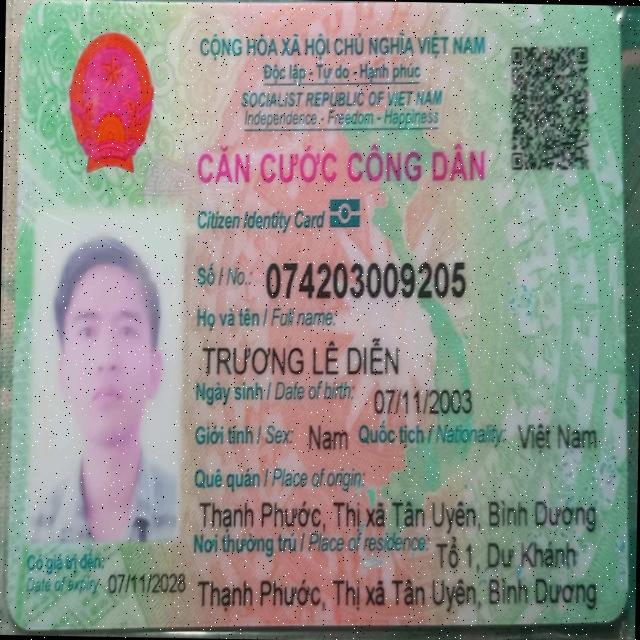 CỘNG HÒA XÃ HỘI CHỦ NGHĨA VIỆT NAM
Độc lập - Tự do - Hạnh phúc
SOCIALIST REPUBLIC OF VIET NAM
Independence - Freedom - Happiness
CĂN CƯỚC CÔNG DÂN
Citizen Identity Card
Số / No.: 074203009205
Họ và tên / Full name:
TRƯƠNG LÊ DIỄN
Ngày sinh / Date of birth: 07/11/2003
Giới tính / Sex: Nam Quốc tịch / Nationality: Việt Nam
Quê quán / Place of origin:
Thạnh Phước, Thị xã Tân Uyên, Bình Dương
Nơi thường trú / Place of residence: Tổ 1, Dư Khánh
Thạnh Phước, Thị xã Tân Uyên, Bình Dương
Có giá trị đến:
Date of expiry 07/11/2028